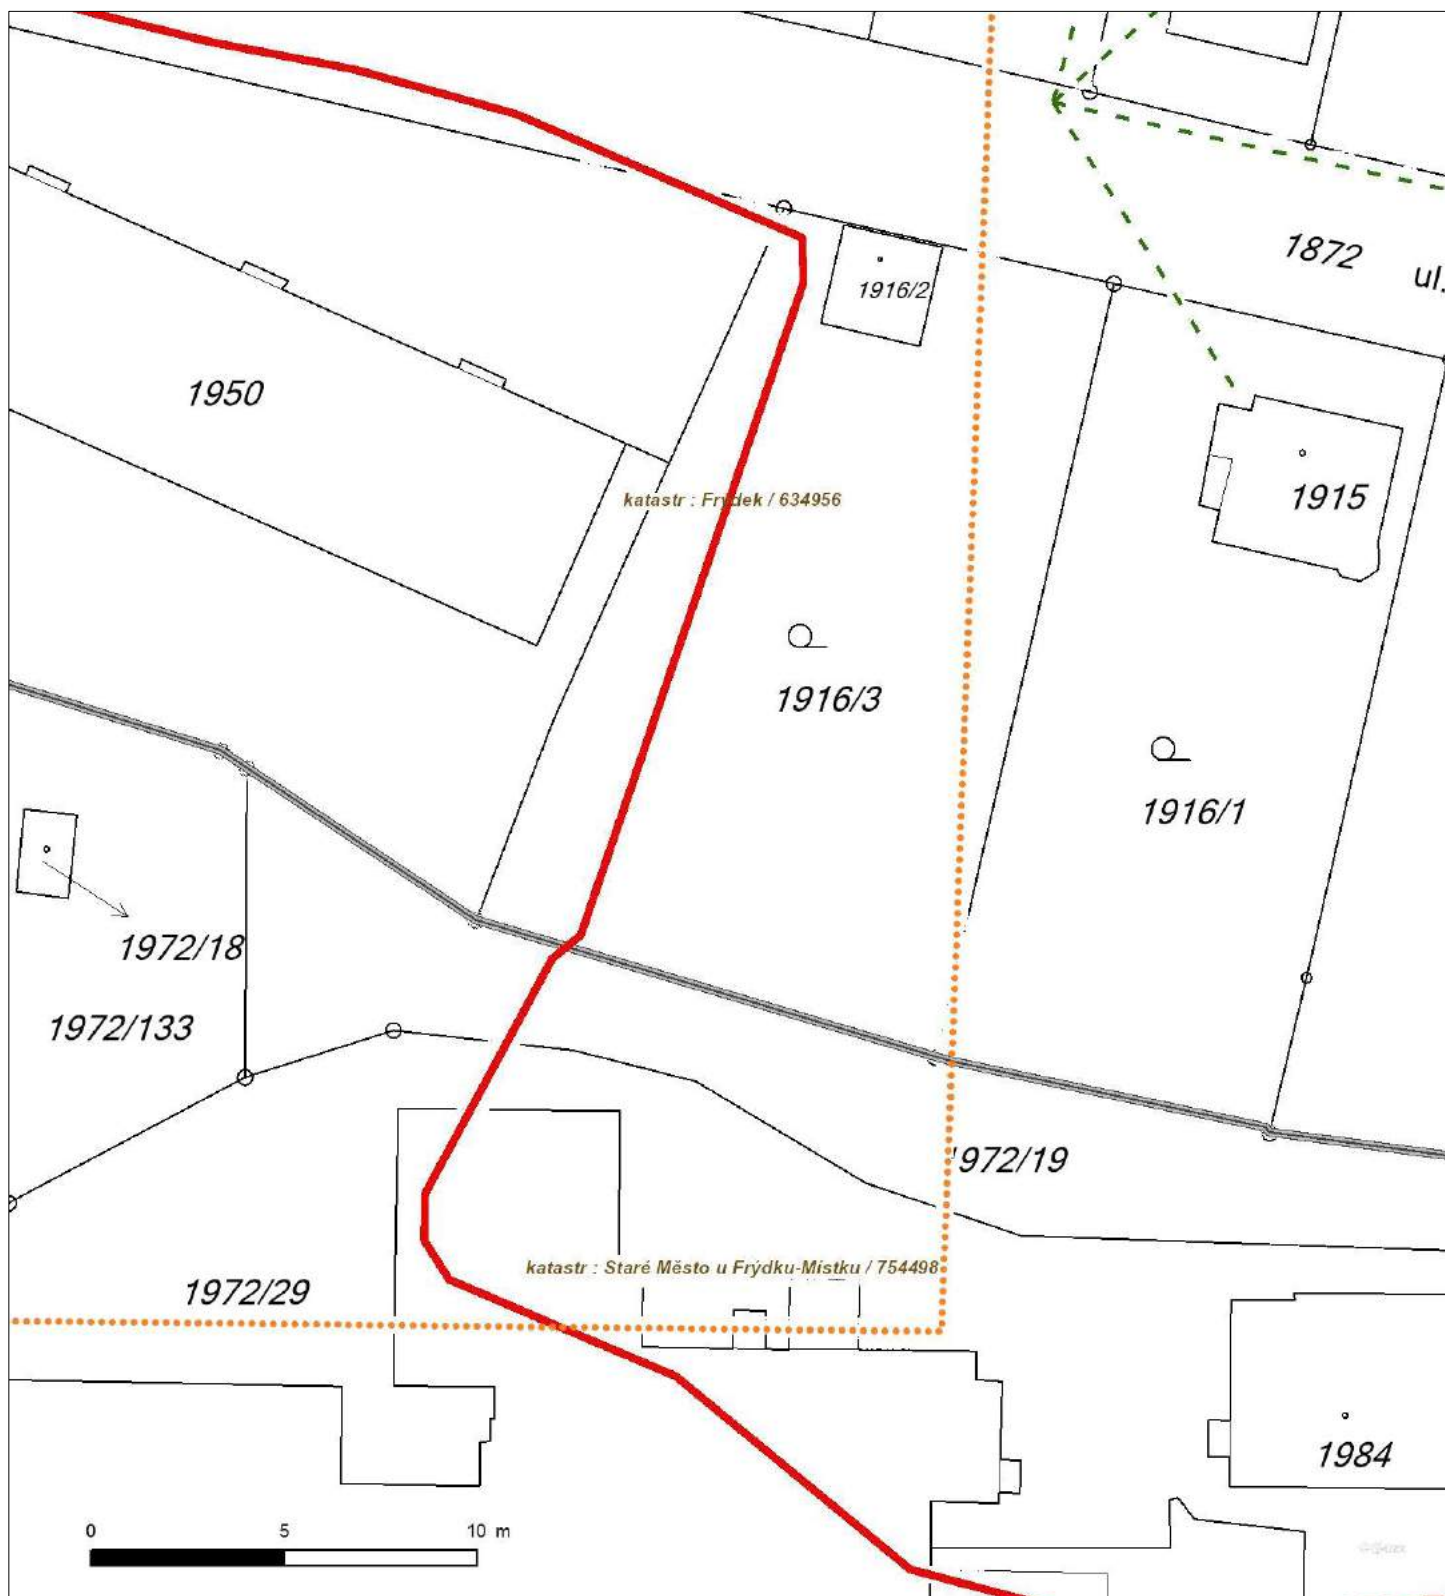 1872
ul.
1916/2
1950
1915
katastr : Frýdek / 634956
1916/3
1916/1
1972/18
1972/133
1972/19
katastr : Staré Město u Frýdku-Místku / 754498
1972/29
1984
0 5 10 m